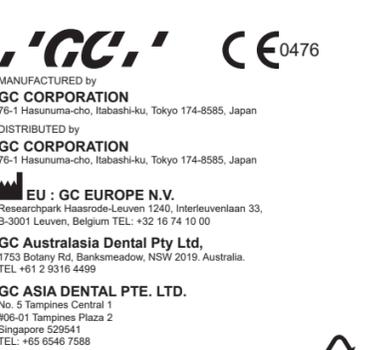 'GC'
CE 0476
MANUFACTURED by
GC CORPORATION
76-1 Hasunuma-cho, Itabashi-ku, Tokyo 174-8585, Japan
DISTRIBUTED by
GC CORPORATION
76-1 Hasunuma-cho, Itabashi-ku, Tokyo 174-8585, Japan
EU : GC EUROPE N.V.
Researchpark Haasrode-Leuven 1240, Interleuvenlaan 33,
B-3001 Leuven, Belgium TEL: +32 16 74 10 00
GC Australasia Dental Pty Ltd,
1753 Botany Rd, Banksmeadow, NSW 2019. Australia.
TEL +61 2 9316 4499
GC ASIA DENTAL PTE. LTD.
No. 5 Tampines Central 1
#06-01 Tampines Plaza 2
Singapore 529541
TEL: +65 6546 7588